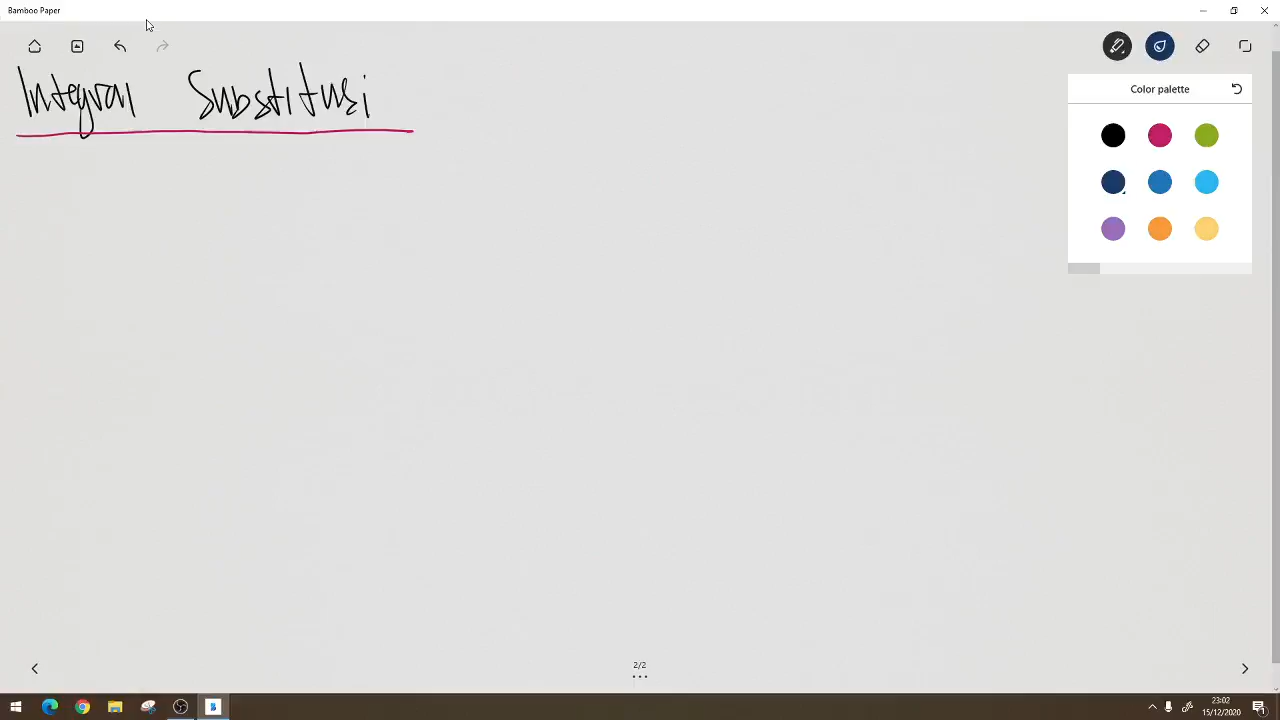 Bamboo Paper
Integral Substitusi
Color palette
2/2
23:02
15/12/2020